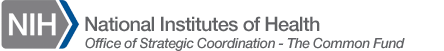 NIH National Institutes of Health
Office of Strategic Coordination - The Common Fund